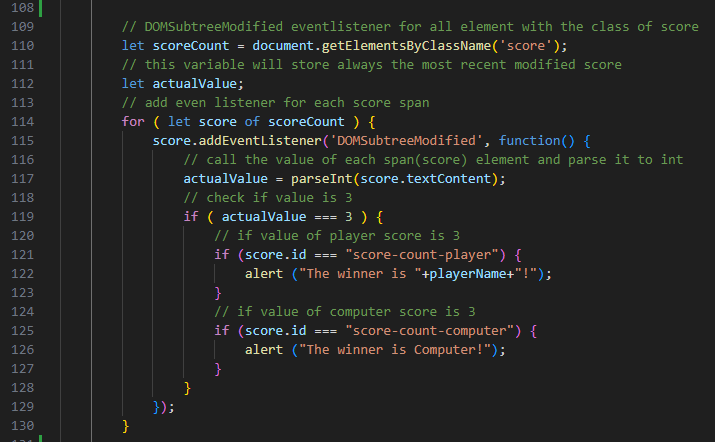 108
109 // DOMSubtreeModified eventlistener for all element with the class of score
110 let scoreCount = document.getElementsByClassName('score');
111 // this variable will store always the most recent modified score
112 let actualValue;
113 // add even listener for each score span
114 for ( let score of scoreCount ) {
115 score.addEventListener('DOMSubtreeModified', function() {
116 // call the value of each span(score) element and parse it to int
117 actualValue = parseInt(score.textContent);
118 // check if value is 3
119 if ( actualValue === 3 ) {
120 // if value of player score is 3
121 if (score.id === "score-count-player") {
122 alert ("The winner is "+playerName+"!");
123 }
124 // if value of computer score is 3
125 if (score.id === "score-count-computer") {
126 alert ("The winner is Computer!");
127 }
128 }
129 });
130 }